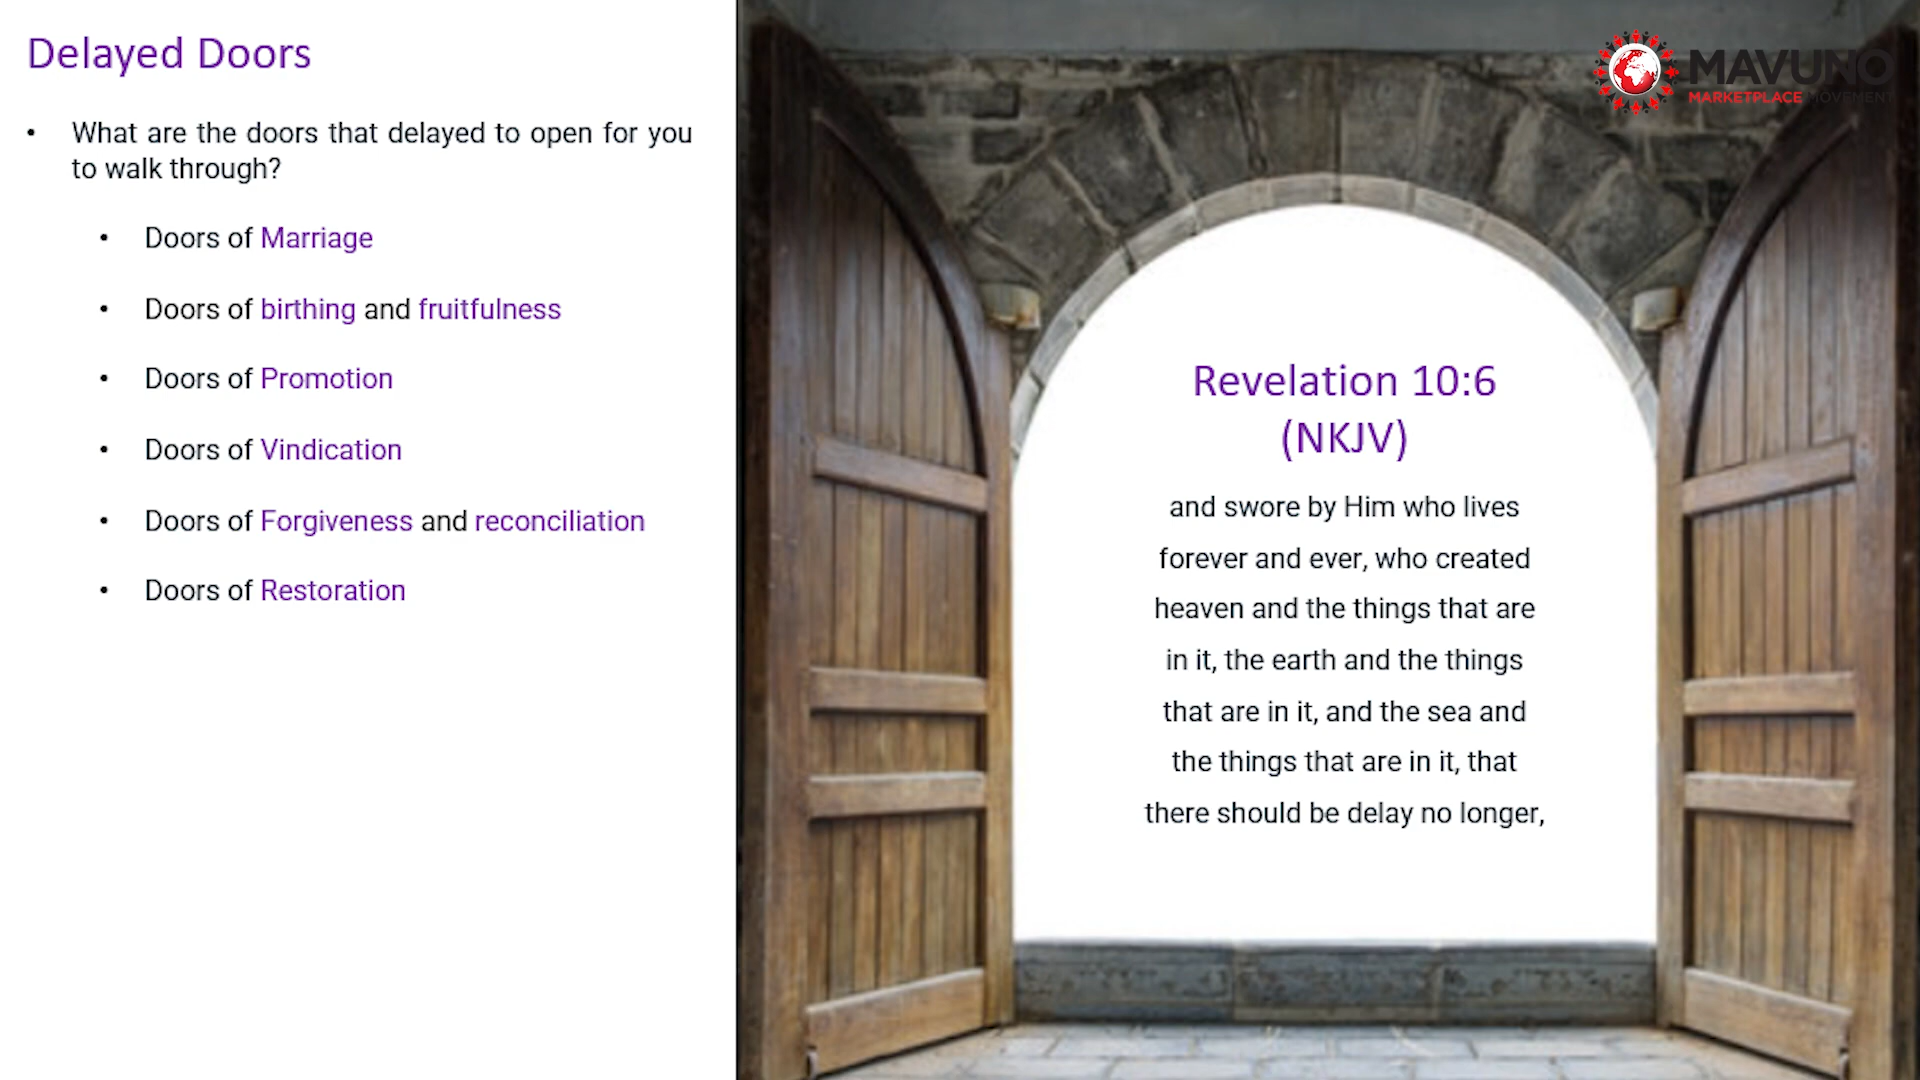 Delayed Doors
• What are the doors that delayed to open for you
to walk through?
• Doors of Marriage
• Doors of birthing and fruitfulness
• Doors of Promotion
• Doors of Vindication
• Doors of Forgiveness and reconciliation
• Doors of Restoration
MAVUNO
MARKETPLACE MOVEMENT
Revelation 10:6
(NKJV)
and swore by Him who lives
forever and ever, who created
heaven and the things that are
in it, the earth and the things
that are in it, and the sea and
the things that are in it, that
there should be delay no longer,